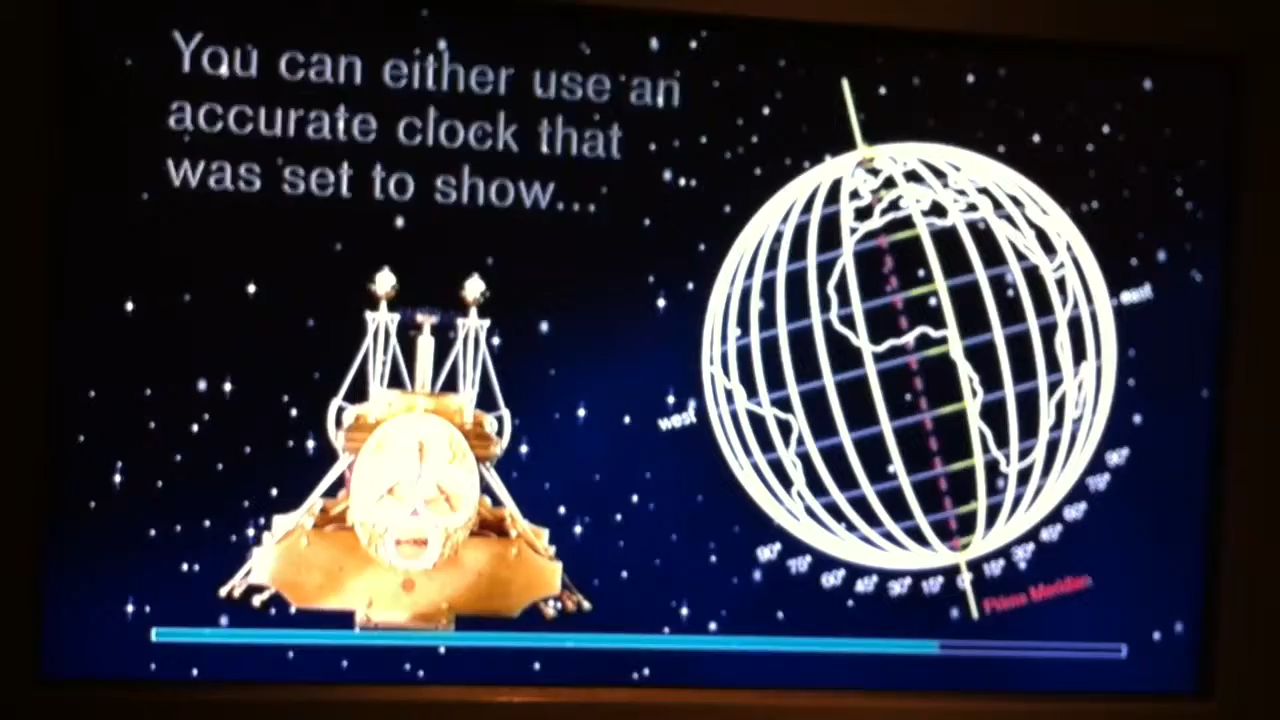 You can either use an
accurate clock that
was set to show...
east
west
90°
75°
60°
45°
30°
15°
0°
15°
30°
45°
60°
75°
90°
Prime Meridian